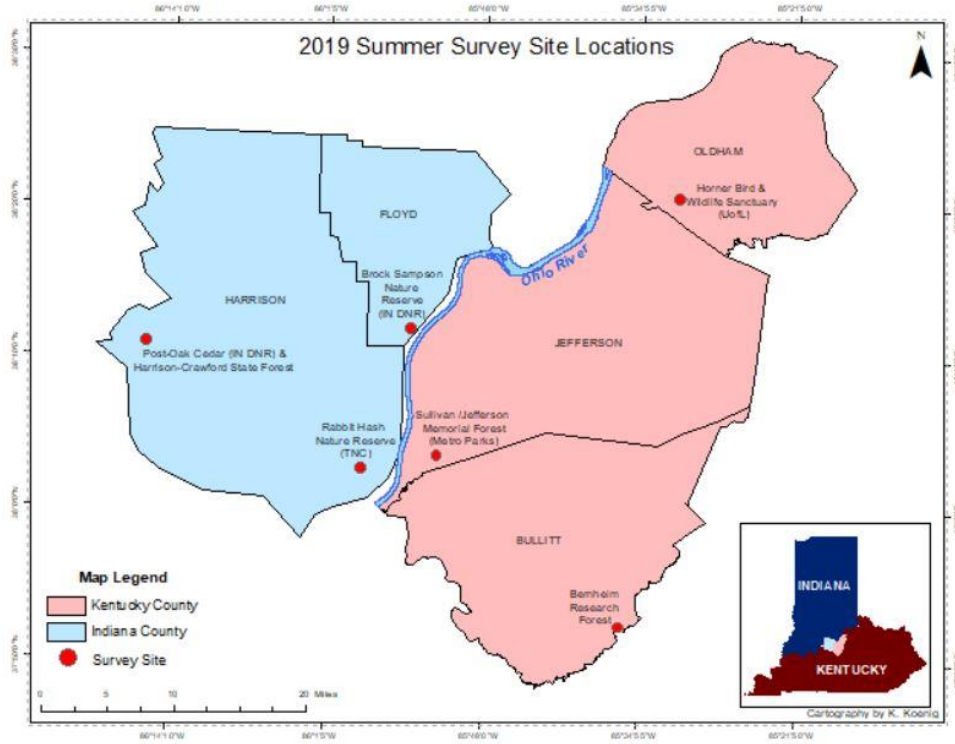 2019 Summer Survey Site Locations
N
OLDHAM
Horner Bird &
Wildlife Sanctuary
(UofL)
FLOYD
Ohio River
Brock Sampson
Nature
Reserve
(IN DNR)
HARRISON
JEFFERSON
Post-Oak Cedar (IN DNR) &
Harrison-Crawford State Forest
Sullivan /Jefferson
Memorial Forest
(Metro Parks)
Rabbit Hash
Nature Reserve
(TNC)
BULLITT
Bernheim
Research
Forest
Map Legend
Kentucky County
Indiana County
Survey Site
0 5 10 20 Miles
INDIANA
KENTUCKY
Cartography by K. Koenig